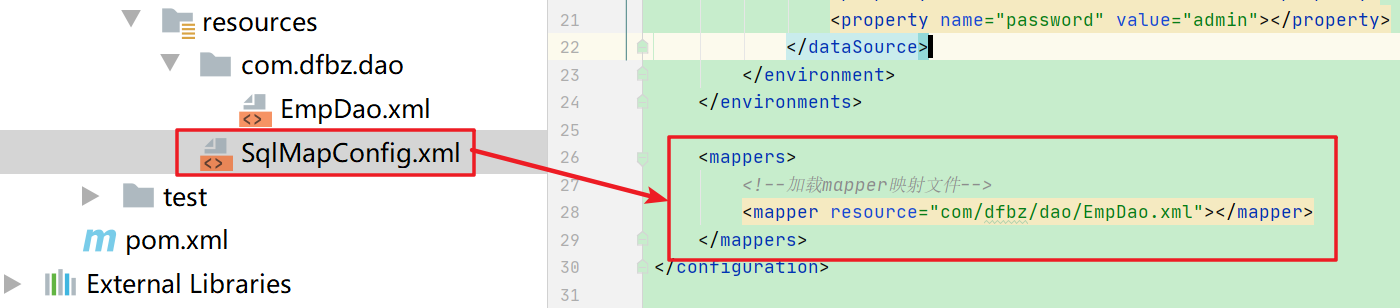 resources
com.dfbz.dao
EmpDao.xml
SqlMapConfig.xml
test
pom.xml
External Libraries
21 <property name="password" value="admin"></property>
22 </dataSource>
23 </environment>
24 </environments>
25
26 <mappers>
27 <!--加载mapper映射文件-->
28 <mapper resource="com/dfbz/dao/EmpDao.xml"></mapper>
29 </mappers>
30 </configuration>
31